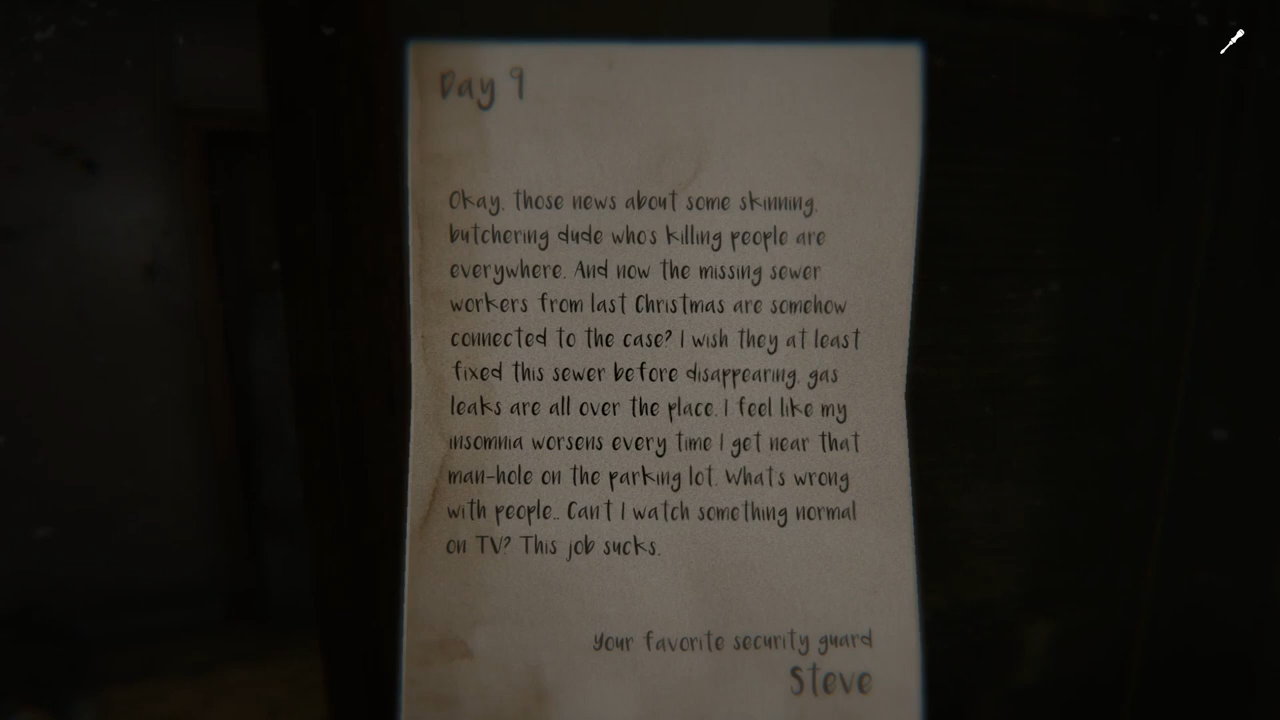 Day 9
Okay, those news about some skinning,
butchering dude whos killing people are
everywhere. And now the missing sewer
workers from last Christmas are somehow
connected to the case? I wish they at least
fixed this sewer before disappearing, gas
leaks are all over the place. I feel like my
insomnia worsens every time I get near that
man-hole on the parking lot. Whats wrong
with people.. Cant I watch something normal
on TV? This job sucks.
your favorite security guard
Steve